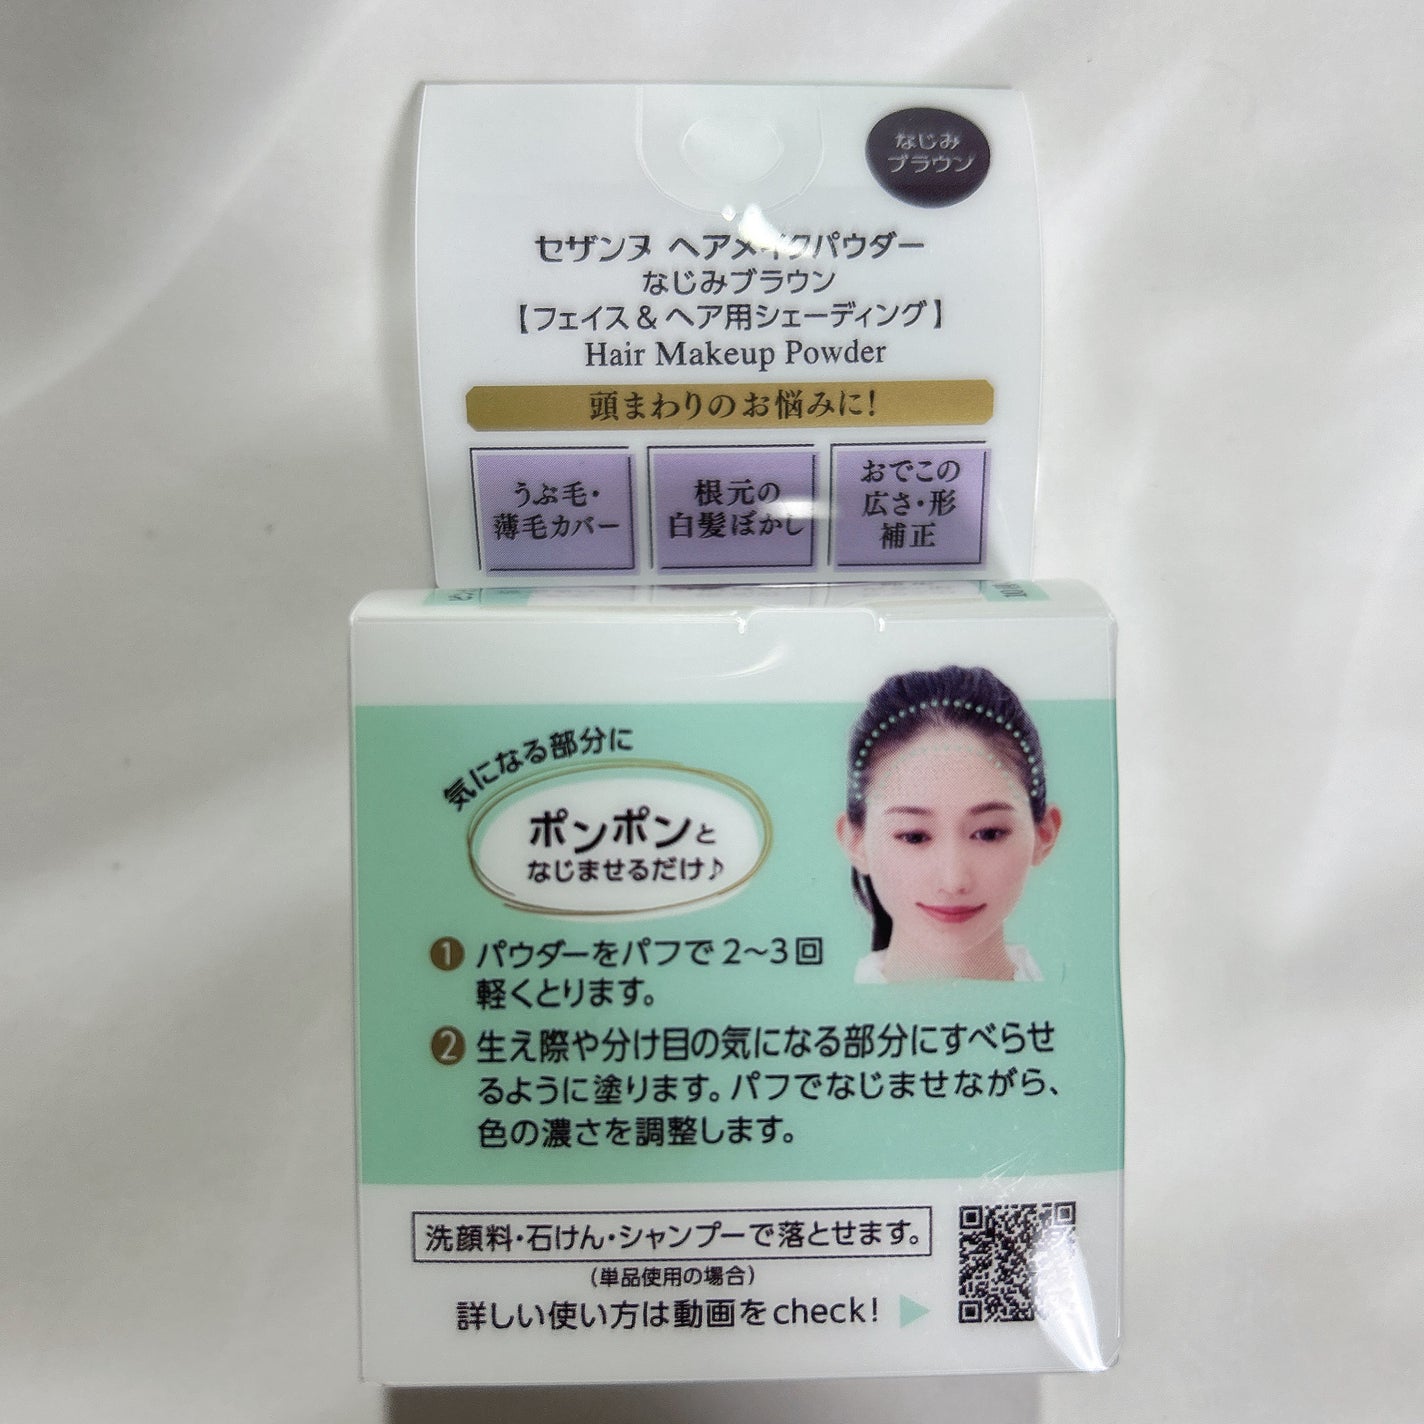 なじみ
ブラウン
セザンヌ ヘアメイクパウダー
なじみブラウン
【フェイス & ヘア用シェーディング】
Hair Makeup Powder
頭まわりのお悩みに!
うぶ毛・
薄毛カバー
根元の
白髪ぼかし
おでこの
広さ・形
補正
気になる部分に
ポンポンと
なじませるだけ♪
1 パウダーをパフで2〜3回
軽くとります。
2 生え際や分け目の気になる部分にすべらせ
るように塗ります。パフでなじませながら、
色の濃さを調整します。
洗顔料・石けん・シャンプーで落とせます。
(単品使用の場合)
詳しい使い方は動画をcheck! ▶